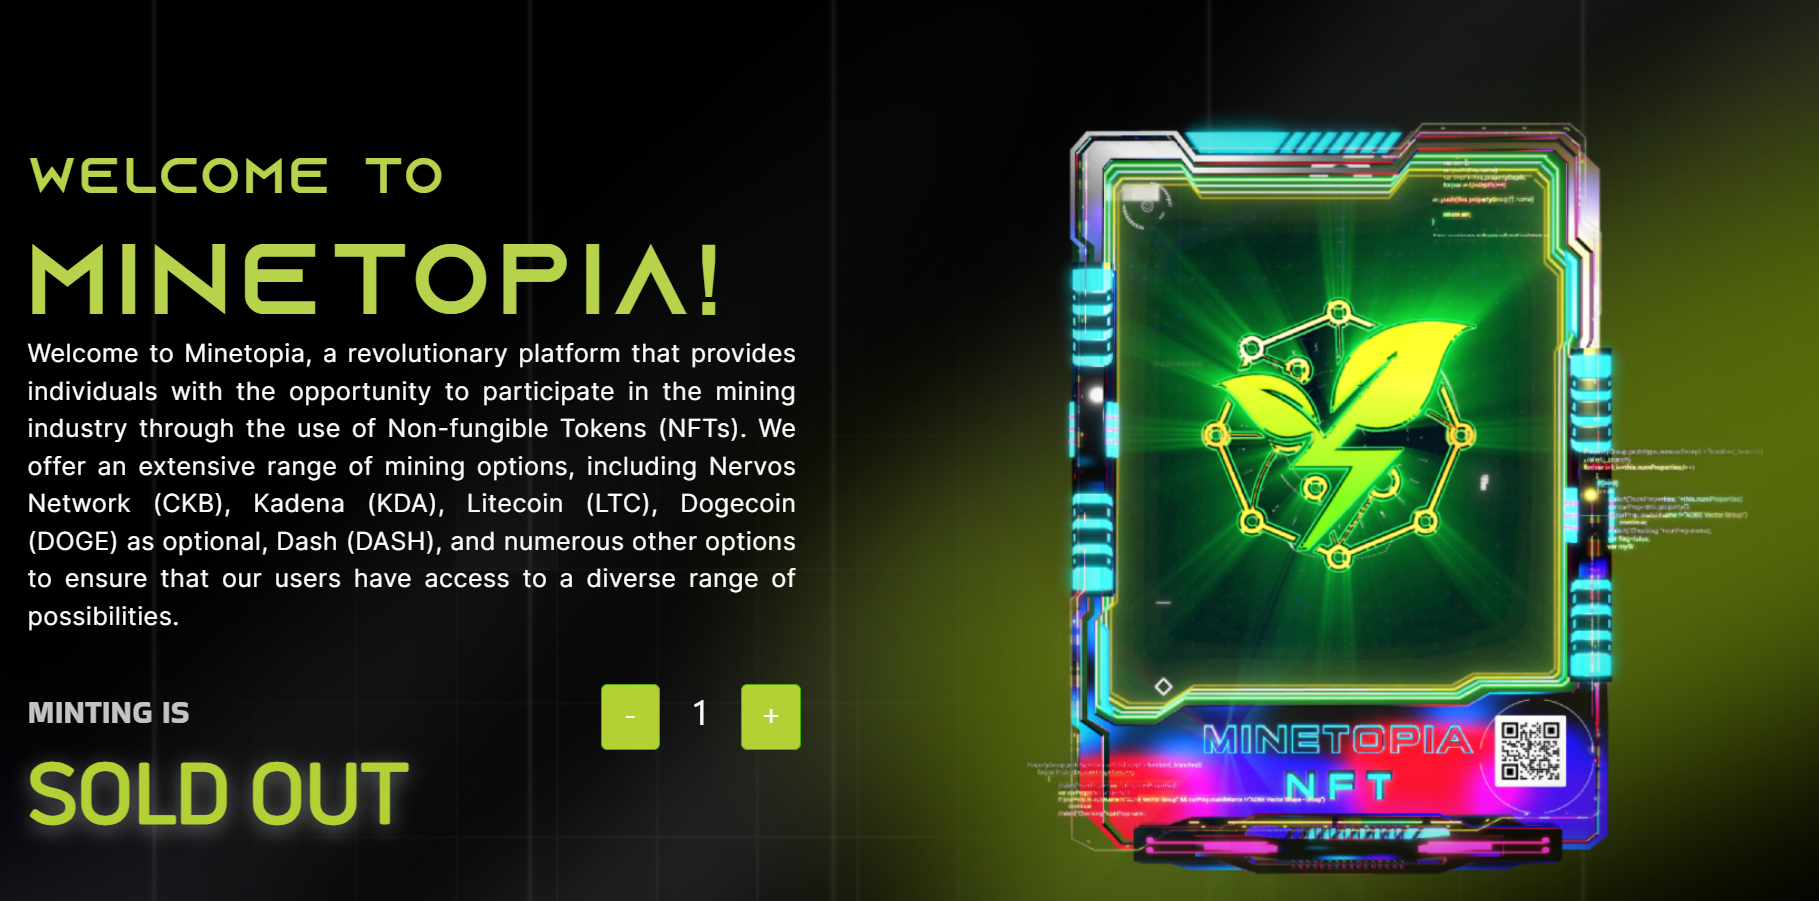 WELCOME TO
MINETOPIA!
Welcome to Minetopia, a revolutionary platform that provides
individuals with the opportunity to participate in the mining
industry through the use of Non-fungible Tokens (NFTs). We
offer an extensive range of mining options, including Nervos
Network (CKB), Kadena (KDA), Litecoin (LTC), Dogecoin
(DOGE) as optional, Dash (DASH), and numerous other options
to ensure that our users have access to a diverse range of
possibilities.
MINTING IS
- 1 +
SOLD OUT
MINETOPIA
NFT